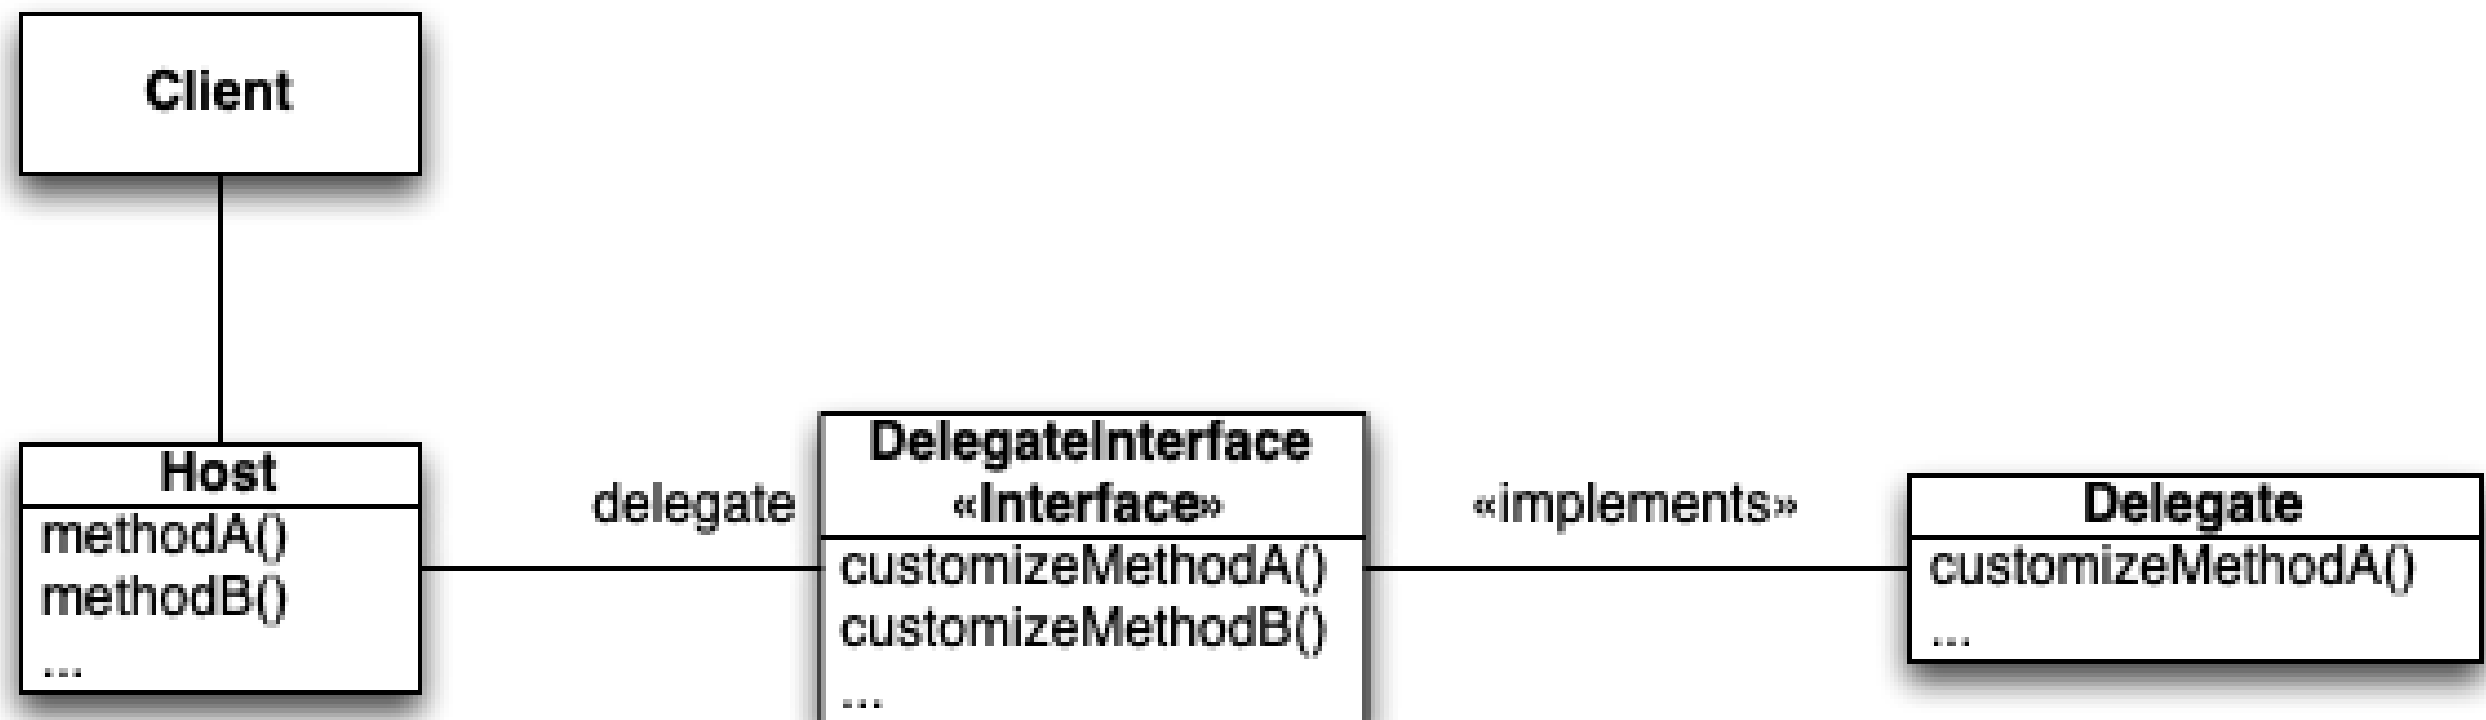 Client
Host
methodA()
methodB()
...
delegate
DelegateInterface
«Interface»
customizeMethodA()
customizeMethodB()
...
«implements»
Delegate
customizeMethodA()
...